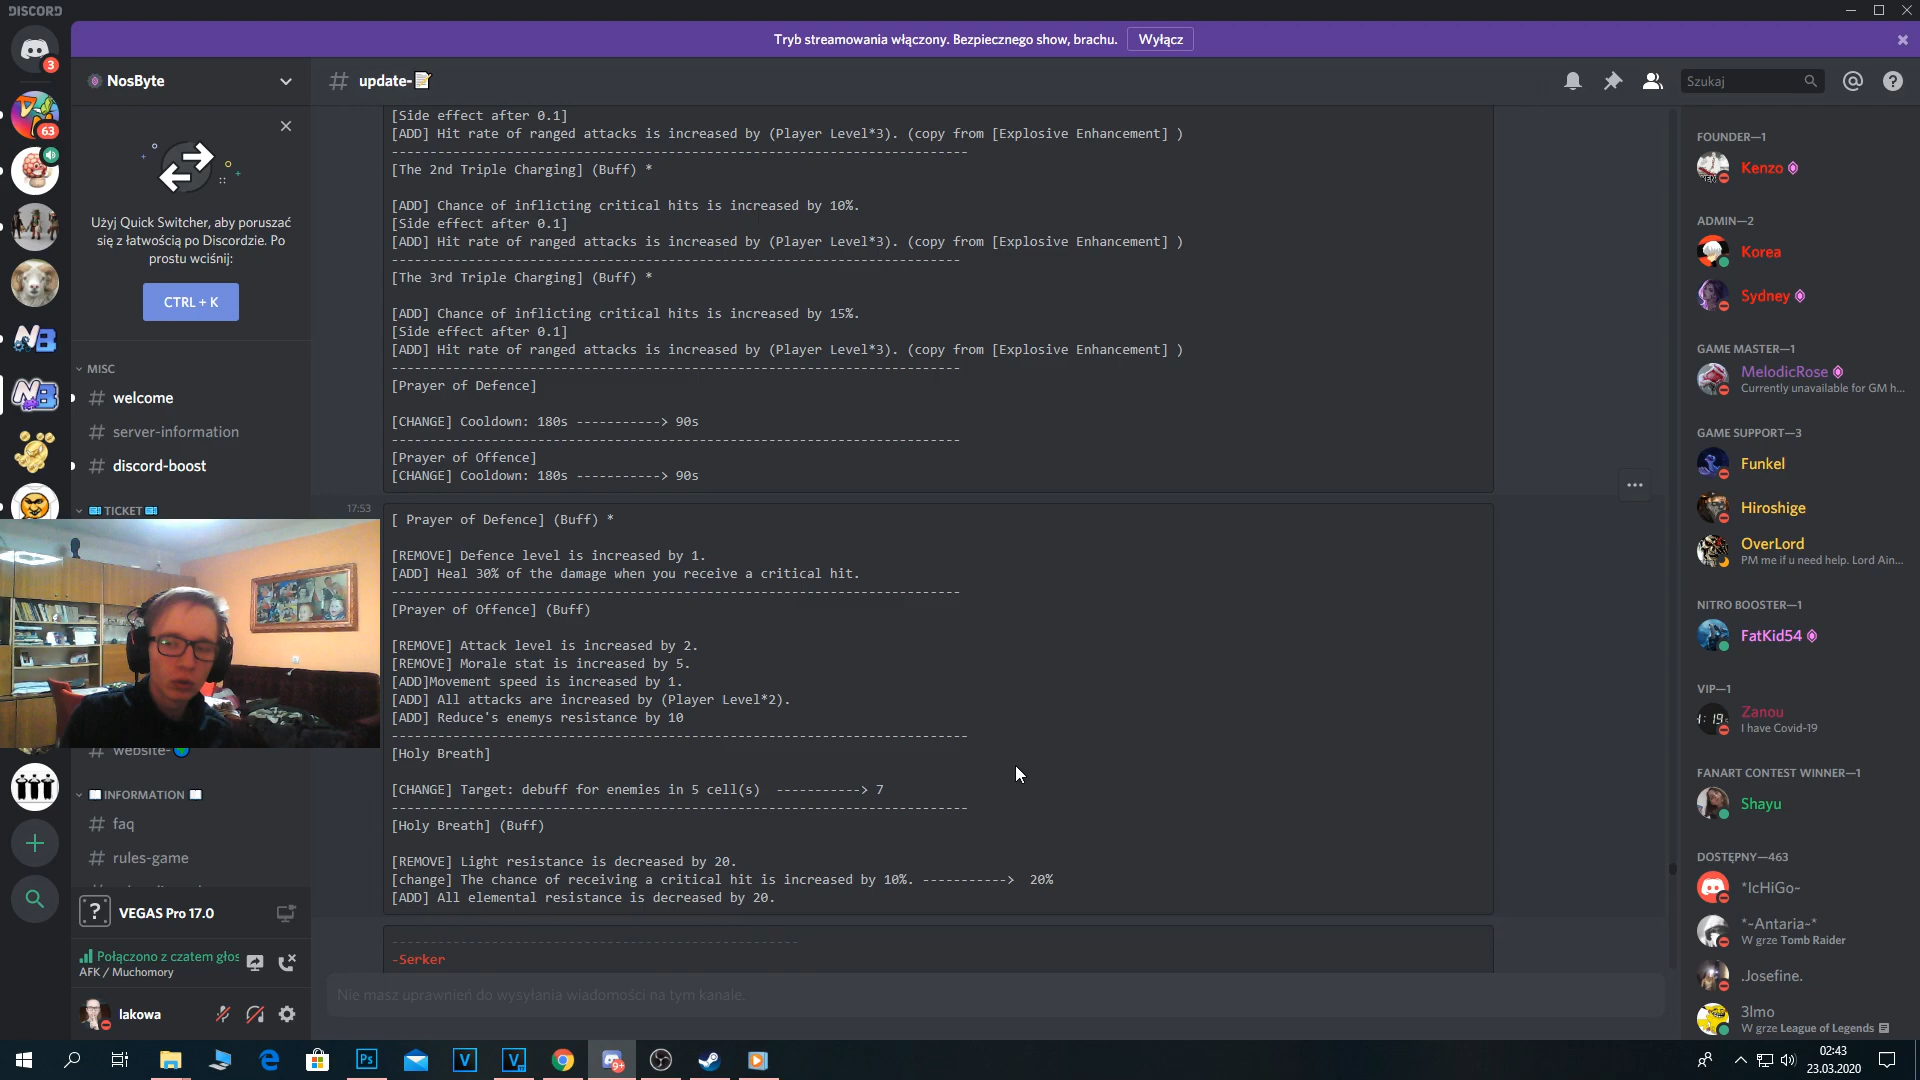 DISCORD
Tryb streamowania włączony. Bezpiecznego show, brachu.
Wyłącz
3
63
NosByte
# update-
Szukaj
Użyj Quick Switcher, aby poruszać
się z łatwością po Discordzie. Po
prostu wciśnij:
CTRL + K
MISC
# welcome
# server-information
# discord-boost
TICKET
website-
INFORMATION
# faq
# rules-game
VEGAS Pro 17.0
Połączono z czatem głos
AFK / Muchomory
lakowa
[Side effect after 0.1]
[ADD] Hit rate of ranged attacks is increased by (Player Level*3). (copy from [Explosive Enhancement] )
---------------------------------------------------------------------------
[The 2nd Triple Charging] (Buff) *
[ADD] Chance of inflicting critical hits is increased by 10%.
[Side effect after 0.1]
[ADD] Hit rate of ranged attacks is increased by (Player Level*3). (copy from [Explosive Enhancement] )
--------------------------------------------------------------------------
[The 3rd Triple Charging] (Buff) *
[ADD] Chance of inflicting critical hits is increased by 15%.
[Side effect after 0.1]
[ADD] Hit rate of ranged attacks is increased by (Player Level*3). (copy from [Explosive Enhancement] )
--------------------------------------------------------------------------
[Prayer of Defence]
[CHANGE] Cooldown: 180s -----------> 90s
--------------------------------------------------------------------------
[Prayer of Offence]
[CHANGE] Cooldown: 180s -----------> 90s
17:53
[ Prayer of Defence] (Buff) *
[REMOVE] Defence level is increased by 1.
[ADD] Heal 30% of the damage when you receive a critical hit.
--------------------------------------------------------------------------
[Prayer of Offence] (Buff)
[REMOVE] Attack level is increased by 2.
[REMOVE] Morale stat is increased by 5.
[ADD]Movement speed is increased by 1.
[ADD] All attacks are increased by (Player Level*2).
[ADD] Reduce's enemys resistance by 10
---------------------------------------------------------------------------
[Holy Breath]
[CHANGE] Target: debuff for enemies in 5 cell(s)  -----------> 7
---------------------------------------------------------------------------
[Holy Breath] (Buff)
[REMOVE] Light resistance is decreased by 20.
[change] The chance of receiving a critical hit is increased by 10%. ----------->  20%
[ADD] All elemental resistance is decreased by 20.
-----------------------------------------------------
-Serker
Nie masz uprawnień do wysyłania wiadomości na tym kanale.
FOUNDER—1
Kenzo
ADMIN—2
Korea
Sydney
GAME MASTER—1
MelodicRose
Currently unavailable for GM h...
GAME SUPPORT—3
Funkel
Hiroshige
OverLord
PM me if u need help. Lord Ain...
NITRO BOOSTER—1
FatKid54
VIP—1
Zanou
I have Covid-19
FANART CONTEST WINNER—1
Shayu
DOSTĘPNY—463
*IcHiGo~
*~Antaria~*
W grze Tomb Raider
.Josefine.
3lmo
W grze League of Legends
02:43
23.03.2020